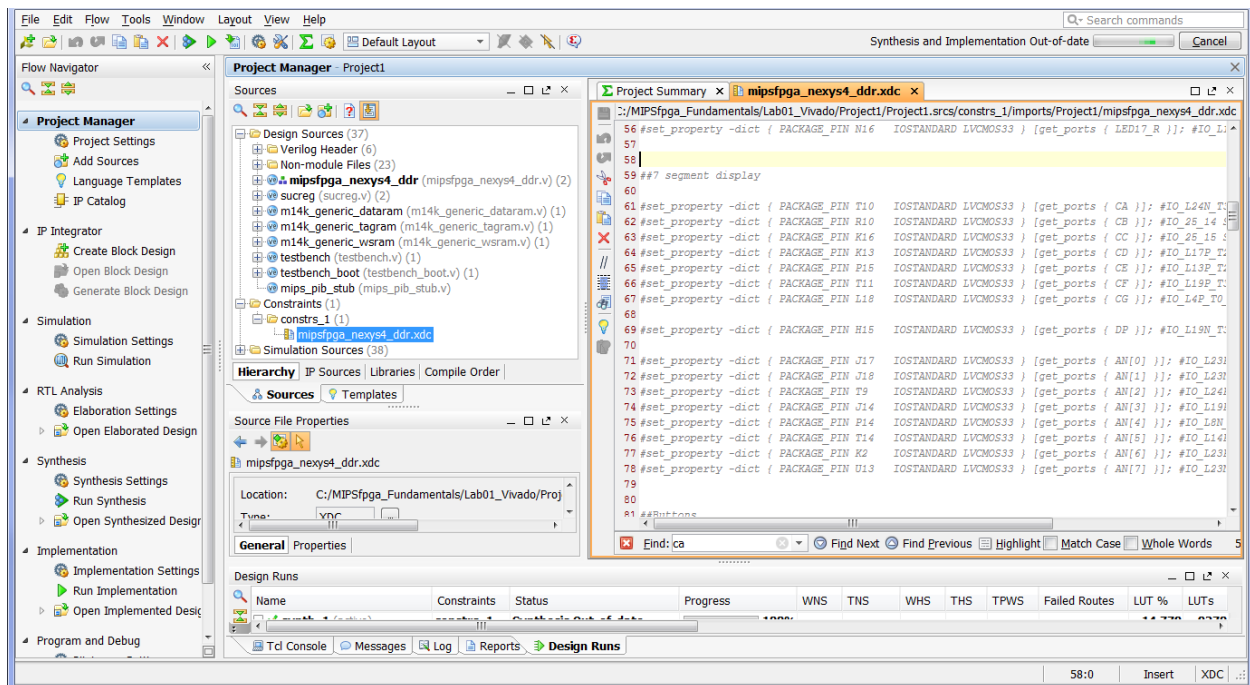 File Edit Flow Tools Window Layout View Help
Search commands
Default Layout
Synthesis and Implementation Out-of-date
Cancel
Flow Navigator
Project Manager - Project1
Project Manager
Project Settings
Add Sources
Language Templates
IP Catalog
IP Integrator
Create Block Design
Open Block Design
Generate Block Design
Simulation
Simulation Settings
Run Simulation
RTL Analysis
Elaboration Settings
Open Elaborated Design
Synthesis
Synthesis Settings
Run Synthesis
Open Synthesized Desigr
Implementation
Implementation Settings
Run Implementation
Open Implemented Desig
Program and Debug
Sources
Design Sources (37)
Verilog Header (6)
Non-module Files (23)
mipsfpga_nexys4_ddr (mipsfpga_nexys4_ddr.v) (2)
sucreg (sucreg.v) (2)
m14k_generic_dataram (m14k_generic_dataram.v) (1)
m14k_generic_tagram (m14k_generic_tagram.v) (1)
m14k_generic_wsram (m14k_generic_wsram.v) (1)
testbench (testbench.v) (1)
testbench_boot (testbench_boot.v) (1)
mips_pib_stub (mips_pib_stub.v)
Constraints (1)
constrs_1 (1)
mipsfpga_nexys4_ddr.xdc
Simulation Sources (38)
Hierarchy IP Sources Libraries Compile Order
Sources Templates
Source File Properties
mipsfpga_nexys4_ddr.xdc
Location: C:/MIPSfpga_Fundamentals/Lab01_Vivado/Proj
Type: XDC ...
General Properties
Project Summary mipsfpga_nexys4_ddr.xdc
C:/MIPSfpga_Fundamentals/Lab01_Vivado/Project1/Project1.srcs/constrs_1/imports/Project1/mipsfpga_nexys4_ddr.xdc
56 #set_property -dict { PACKAGE_PIN N16 IOSTANDARD LVCMOS33 } [get_ports { LED17_R }]; #IO_L1
57
58
59 ##7 segment display
60
61 #set_property -dict { PACKAGE_PIN T10 IOSTANDARD LVCMOS33 } [get_ports { CA }]; #IO_L24N_T
62 #set_property -dict { PACKAGE_PIN R10 IOSTANDARD LVCMOS33 } [get_ports { CB }]; #IO_25_14
63 #set_property -dict { PACKAGE_PIN K16 IOSTANDARD LVCMOS33 } [get_ports { CC }]; #IO_25_15
64 #set_property -dict { PACKAGE_PIN K13 IOSTANDARD LVCMOS33 } [get_ports { CD }]; #IO_L17P_T
65 #set_property -dict { PACKAGE_PIN P15 IOSTANDARD LVCMOS33 } [get_ports { CE }]; #IO_L13P_T
66 #set_property -dict { PACKAGE_PIN T11 IOSTANDARD LVCMOS33 } [get_ports { CF }]; #IO_L19P_T
67 #set_property -dict { PACKAGE_PIN L18 IOSTANDARD LVCMOS33 } [get_ports { CG }]; #IO_L4P_T0
68
69 #set_property -dict { PACKAGE_PIN H15 IOSTANDARD LVCMOS33 } [get_ports { DP }]; #IO_L19N_T
70
71 #set_property -dict { PACKAGE_PIN J17 IOSTANDARD LVCMOS33 } [get_ports { AN[0] }]; #IO_L23
72 #set_property -dict { PACKAGE_PIN J18 IOSTANDARD LVCMOS33 } [get_ports { AN[1] }]; #IO_L23
73 #set_property -dict { PACKAGE_PIN T9 IOSTANDARD LVCMOS33 } [get_ports { AN[2] }]; #IO_L24
74 #set_property -dict { PACKAGE_PIN J14 IOSTANDARD LVCMOS33 } [get_ports { AN[3] }]; #IO_L19
75 #set_property -dict { PACKAGE_PIN P14 IOSTANDARD LVCMOS33 } [get_ports { AN[4] }]; #IO_L8N
76 #set_property -dict { PACKAGE_PIN T14 IOSTANDARD LVCMOS33 } [get_ports { AN[5] }]; #IO_L14
77 #set_property -dict { PACKAGE_PIN K2 IOSTANDARD LVCMOS33 } [get_ports { AN[6] }]; #IO_L23
78 #set_property -dict { PACKAGE_PIN U13 IOSTANDARD LVCMOS33 } [get_ports { AN[7] }]; #IO_L23
79
80
81 ##Buttons
Find: ca Find Next Find Previous Highlight Match Case Whole Words 5
Design Runs
Name Constraints Status Progress WNS TNS WHS THS TPWS Failed Routes LUT % LUTs
synth_1 (active) constrs_1 Synthesis Out-of-date 100%
Tcl Console Messages Log Reports Design Runs
58:0 Insert XDC